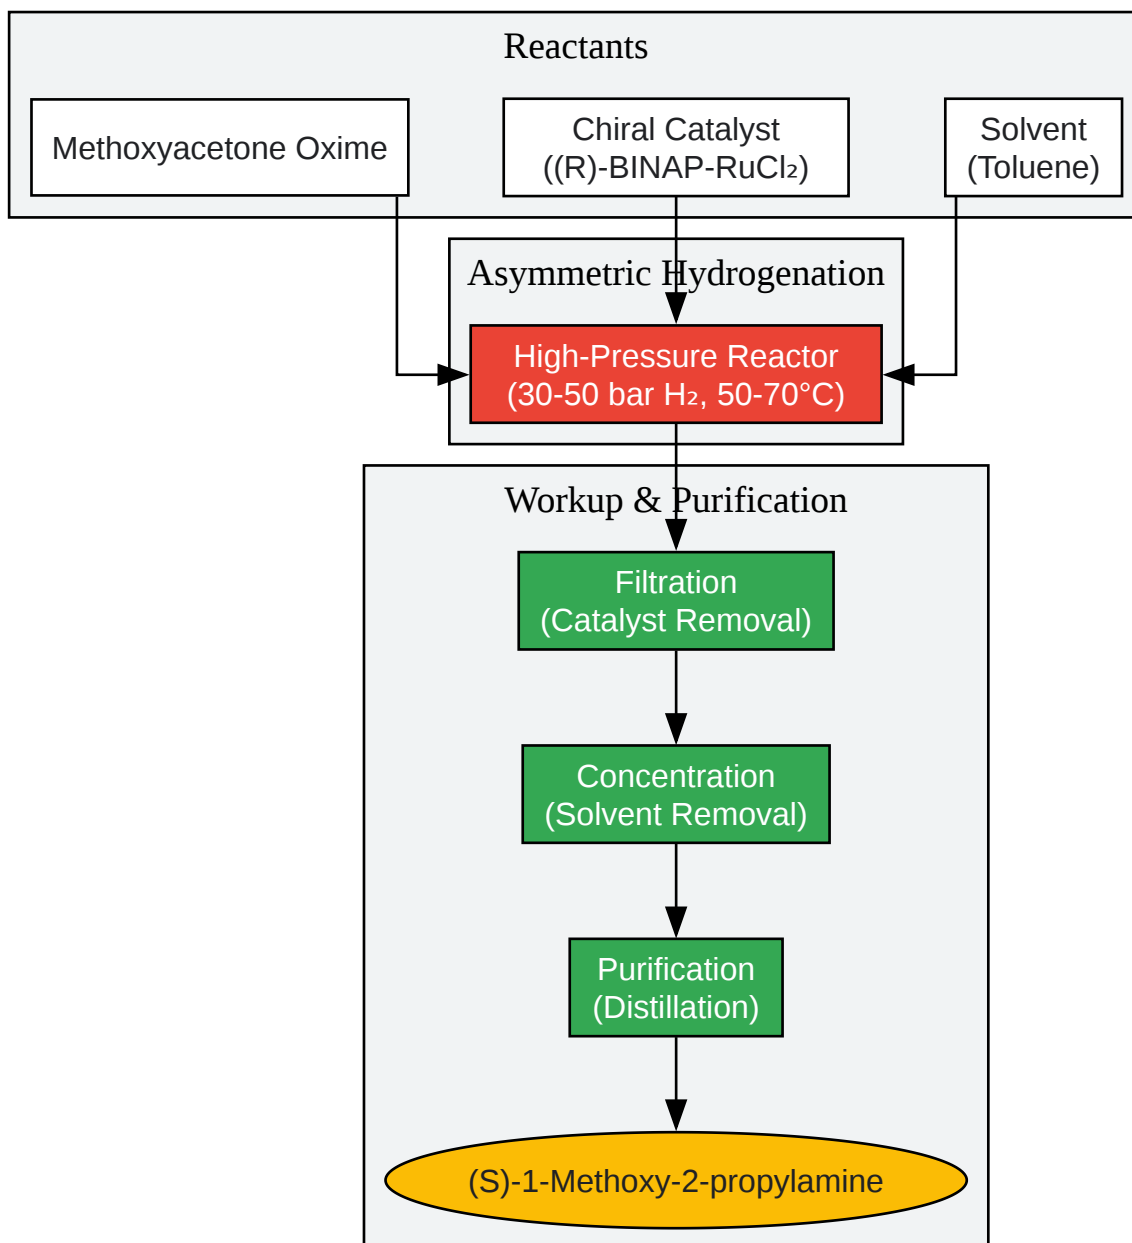 Reactants
Methoxyacetone Oxime
Chiral Catalyst
((R)-BINAP-RuCl₂)
Solvent
(Toluene)
Asymmetric Hydrogenation
High-Pressure Reactor
(30-50 bar H₂, 50-70°C)
Workup & Purification
Filtration
(Catalyst Removal)
Concentration
(Solvent Removal)
Purification
(Distillation)
(S)-1-Methoxy-2-propylamine